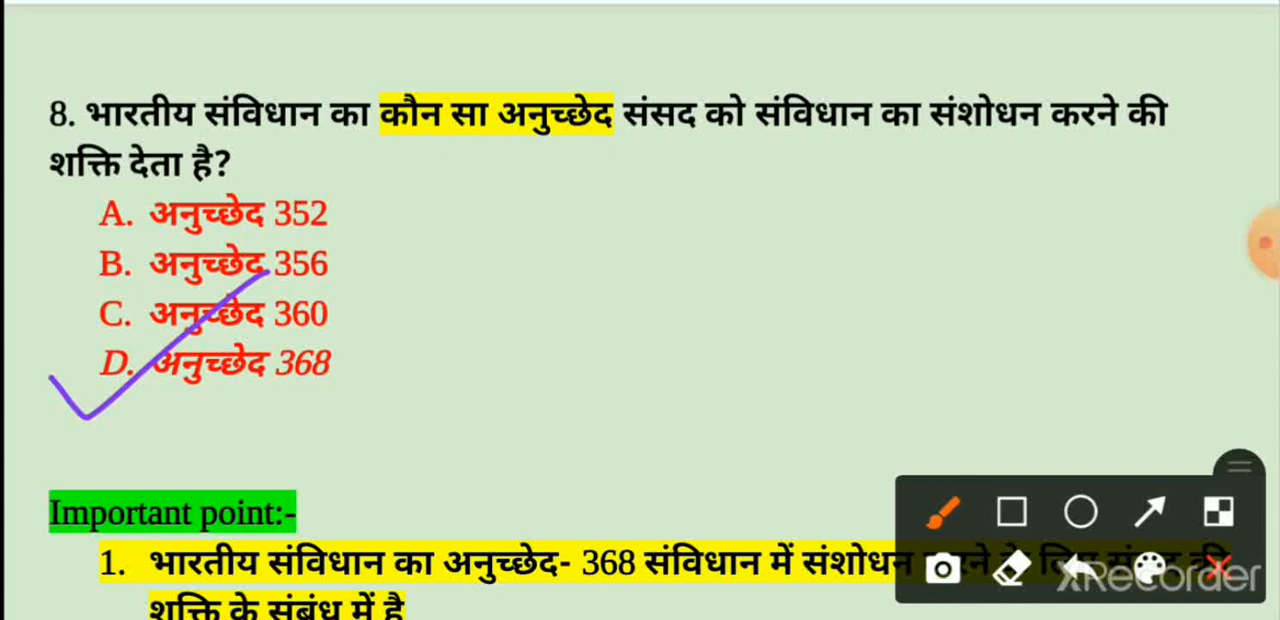 8. भारतीय संविधान का कौन सा अनुच्छेद संसद को संविधान का संशोधन करने की
शक्ति देता है?
A. अनुच्छेद 352
B. अनुच्छेद 356
C. अनुच्छेद 360
D. अनुच्छेद 368
Important point:-
1. भारतीय संविधान का अनुच्छेद- 368 संविधान में संशोधन
शक्ति के संबंध में है
XRecorder